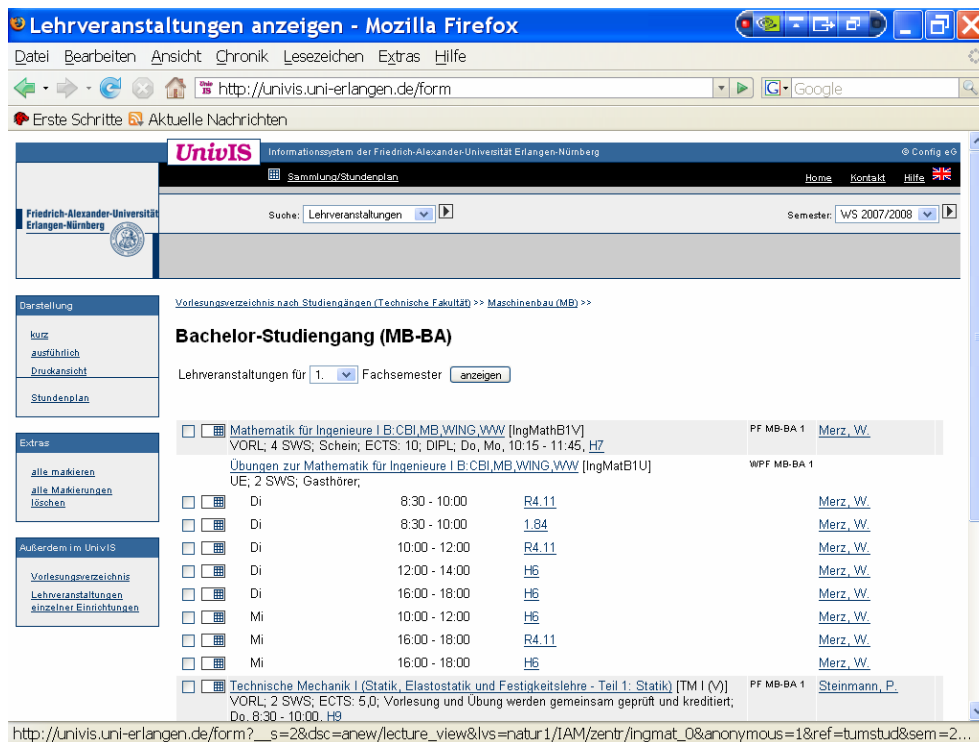 Lehrveranstaltungen anzeigen - Mozilla Firefox
Datei Bearbeiten Ansicht Chronik Lesezeichen Extras Hilfe
http://univis.uni-erlangen.de/form
G Google
Erste Schritte Aktuelle Nachrichten
UnivIS Informationssystem der Friedrich-Alexander-Universität Erlangen-Nürnberg © Config eG
Sammlung/Stundenplan Home Kontakt Hilfe
Friedrich-Alexander-Universität
Erlangen-Nürnberg
Suche: Lehrveranstaltungen Semester: WS 2007/2008
Darstellung
kurz
ausführlich
Druckansicht
Stundenplan
Extras
alle markieren
alle Markierungen
löschen
Außerdem im UnivIS
Vorlesungsverzeichnis
Lehrveranstaltungen
einzelner Einrichtungen
Vorlesungsverzeichnis nach Studiengängen (Technische Fakultät) >> Maschinenbau (MB) >>
Bachelor-Studiengang (MB-BA)
Lehrveranstaltungen für 1. Fachsemester anzeigen
Mathematik für Ingenieure I B:CBI,MB,WING,WW [IngMathB1V] PF MB-BA 1 Merz, W.
VORL; 4 SWS; Schein; ECTS: 10; DIPL; Do, Mo, 10:15 - 11:45, H7
Übungen zur Mathematik für Ingenieure I B:CBI,MB,WING,WW [IngMatB1U] WPF MB-BA 1
UE; 2 SWS; Gasthörer;
Di 8:30 - 10:00 R4.11 Merz, W.
Di 8:30 - 10:00 1.84 Merz, W.
Di 10:00 - 12:00 R4.11 Merz, W.
Di 12:00 - 14:00 H6 Merz, W.
Di 16:00 - 18:00 H6 Merz, W.
Mi 10:00 - 12:00 H6 Merz, W.
Mi 16:00 - 18:00 R4.11 Merz, W.
Mi 16:00 - 18:00 H6 Merz, W.
Technische Mechanik I (Statik, Elastostatik und Festigkeitslehre - Teil 1: Statik) [TM I (V)] PF MB-BA 1 Steinmann, P.
VORL; 2 SWS; ECTS: 5,0; Vorlesung und Übung werden gemeinsam geprüft und kreditiert;
Do, 8:30 - 10:00, H9
http://univis.uni-erlangen.de/form?__s=2&dsc=anew/lecture_view&lvs=natur1/IAM/zentr/ingmat_0&anonymous=1&ref=tumstud&sem=2...